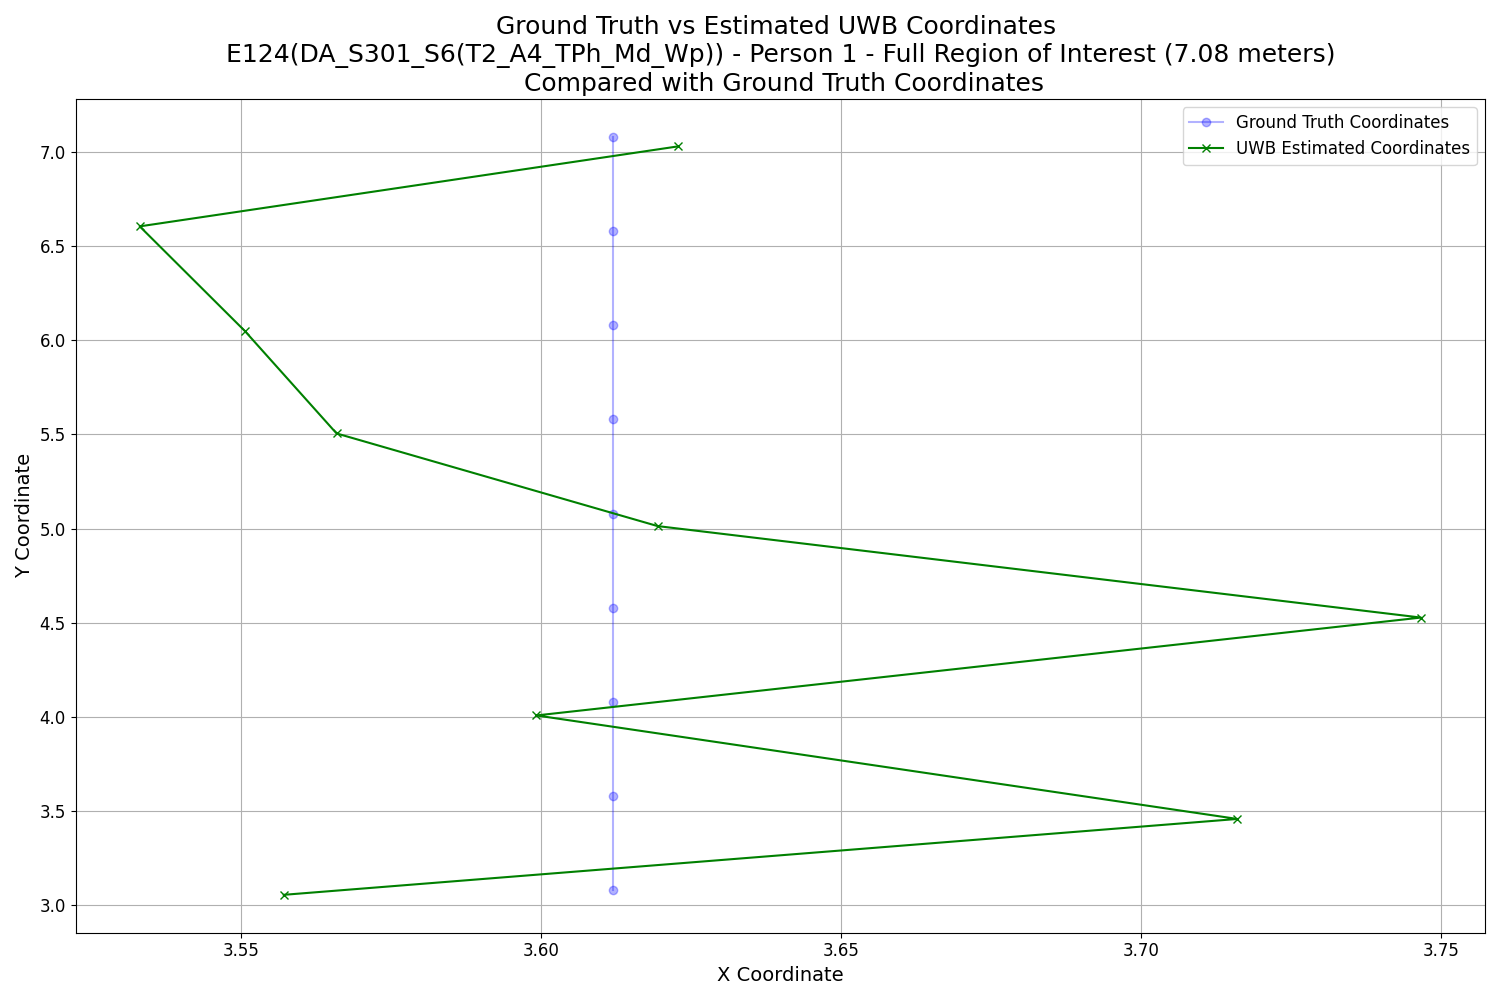 Ground Truth vs Estimated UWB Coordinates
E124(DA_S301_S6(T2_A4_TPh_Md_Wp)) - Person 1 - Full Region of Interest (7.08 meters)
Compared with Ground Truth Coordinates
Ground Truth Coordinates
UWB Estimated Coordinates
Y Coordinate
7.0
6.5
6.0
5.5
5.0
4.5
4.0
3.5
3.0
3.55
3.60
3.65
3.70
3.75
X Coordinate